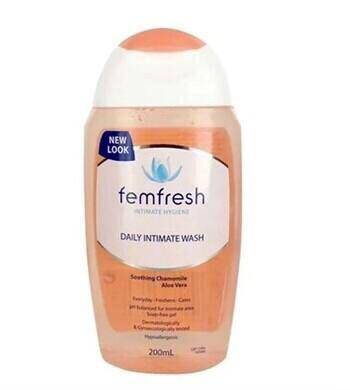 NEW
LOOK
femfresh
INTIMATE HYGIENE
DAILY INTIMATE WASH
Soothing Chamomile
Aloe Vera
Everyday · Freshens · Cares
pH balanced for intimate area
Soap-free gel
Dermatologically
& Gynaecologically tested
Hypoallergenic
200mL